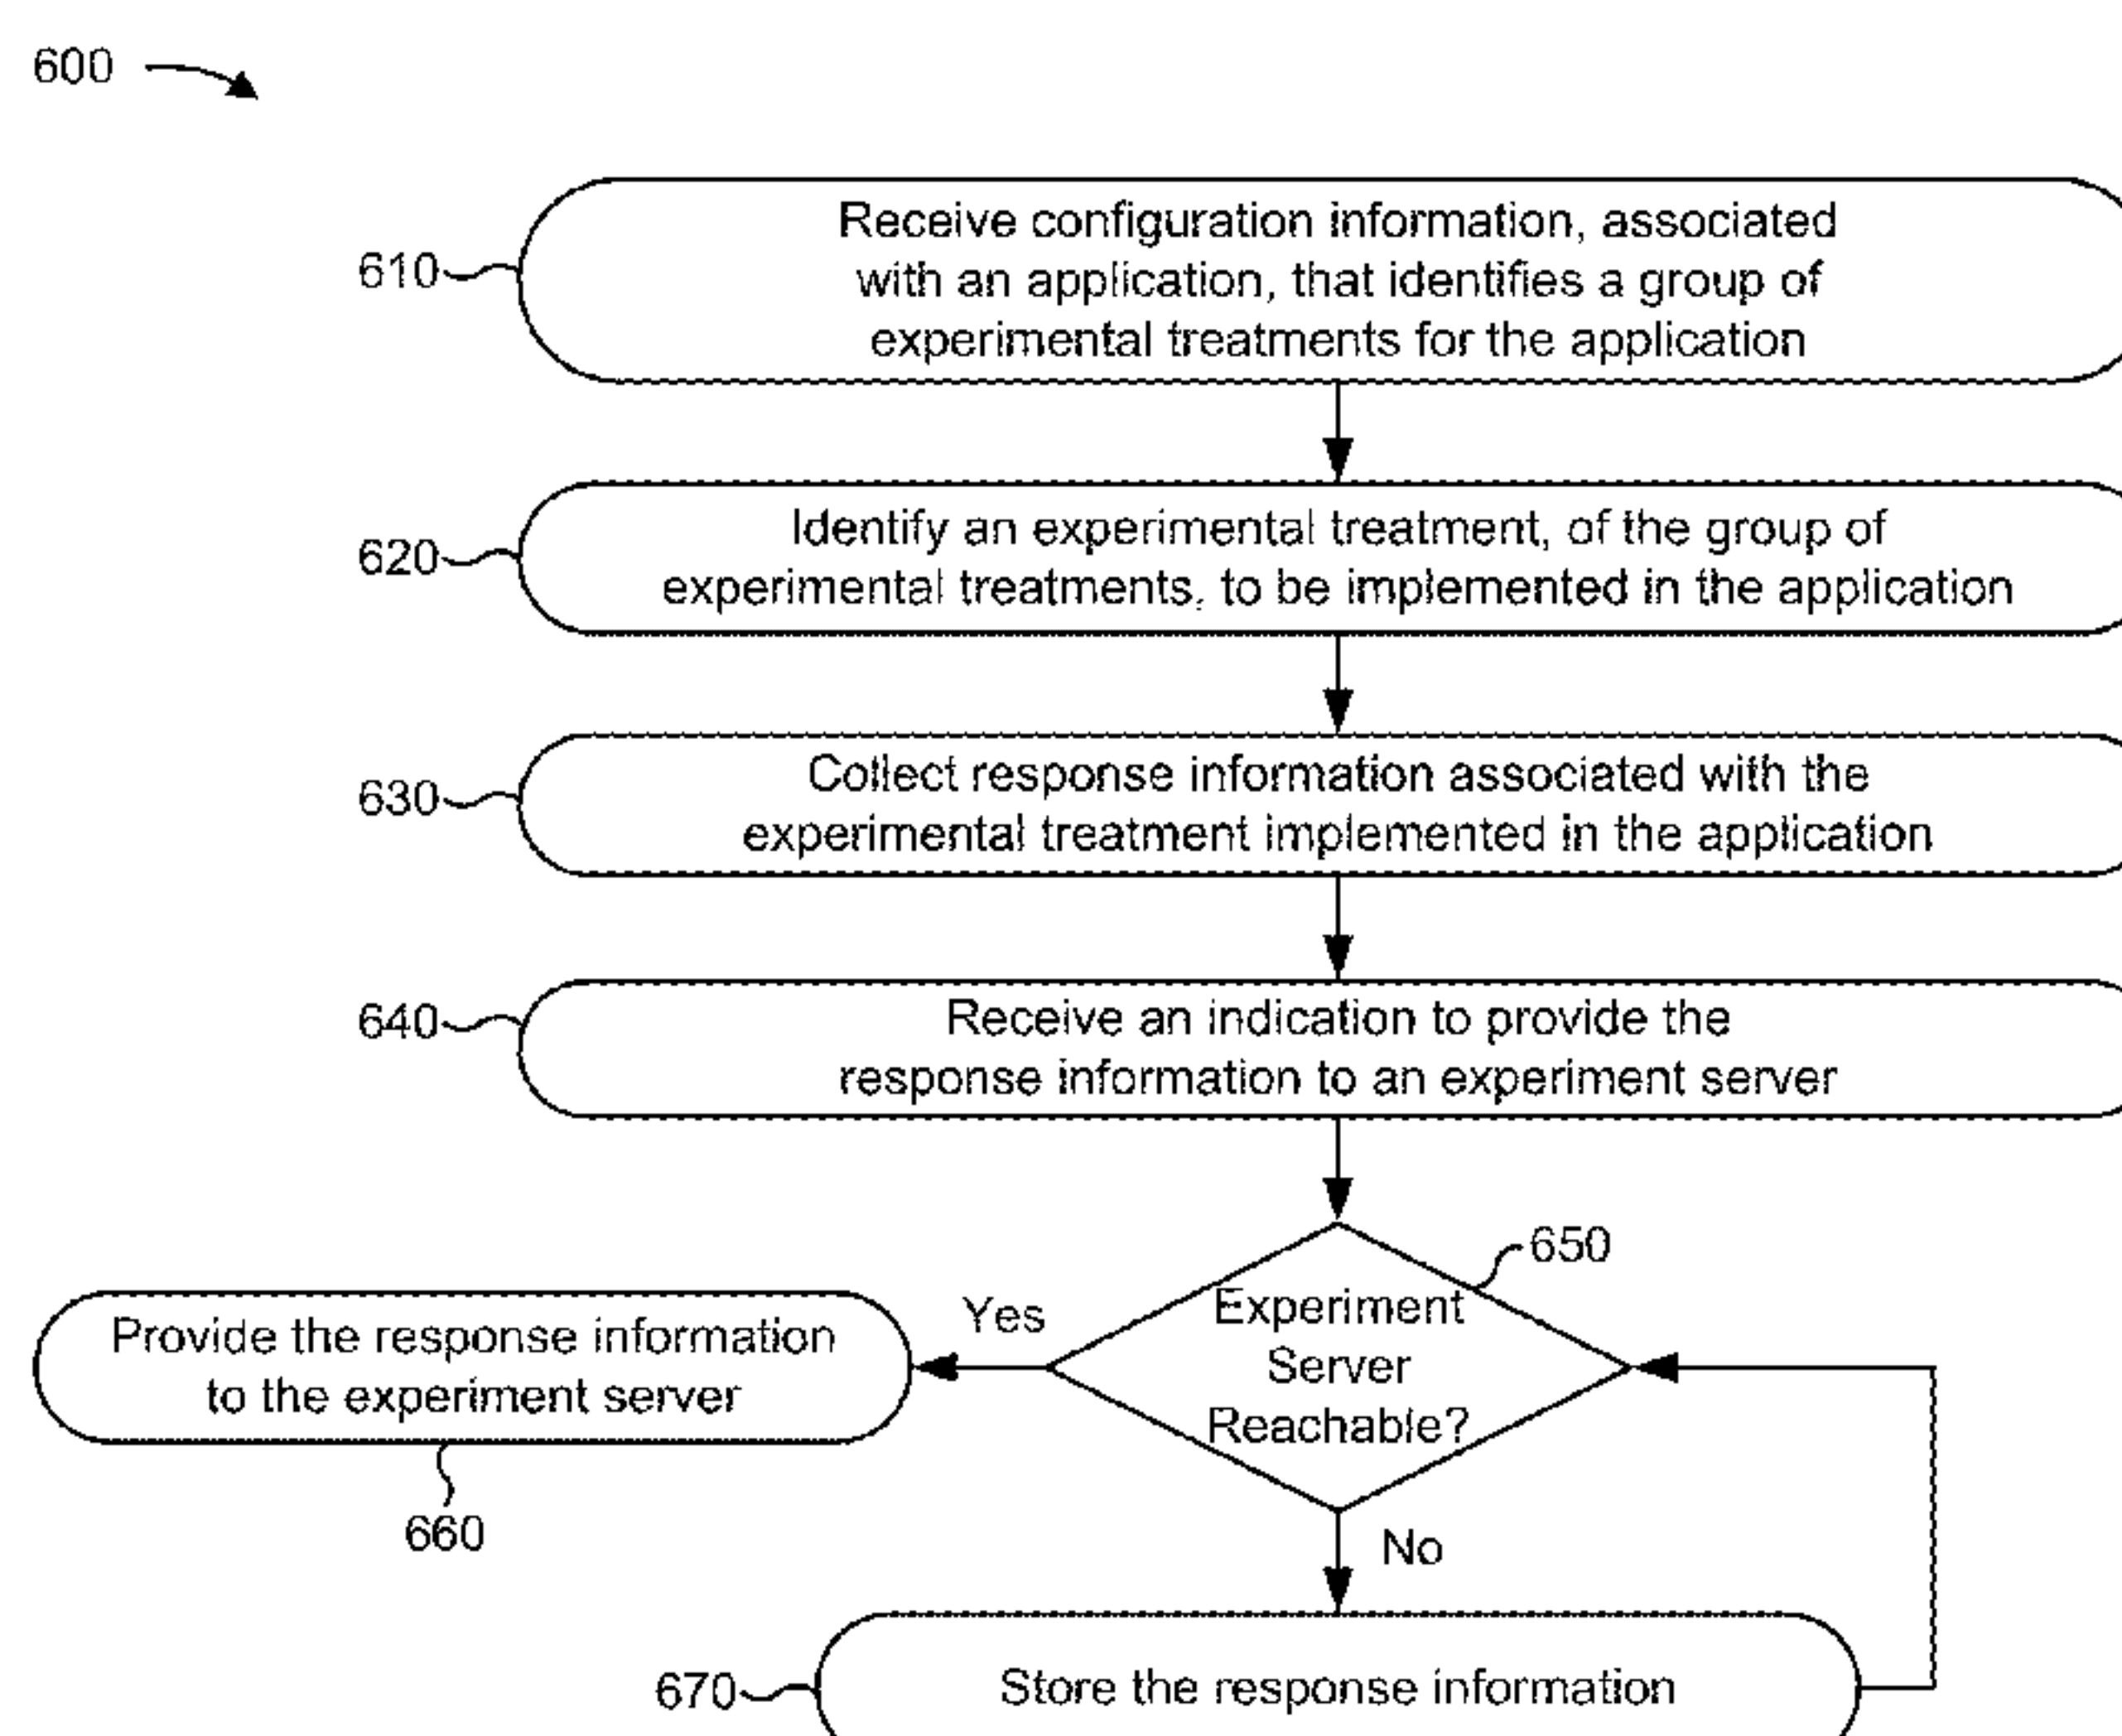 600
610
Receive configuration information, associated
with an application, that identifies a group of
experimental treatments for the application
620
Identify an experimental treatment, of the group of
experimental treatments, to be implemented in the application
630
Collect response information associated with the
experimental treatment implemented in the application
640
Receive an indication to provide the
response information to an experiment server
650
Experiment
Server
Reachable?
Yes
Provide the response information
to the experiment server
660
No
670
Store the response information